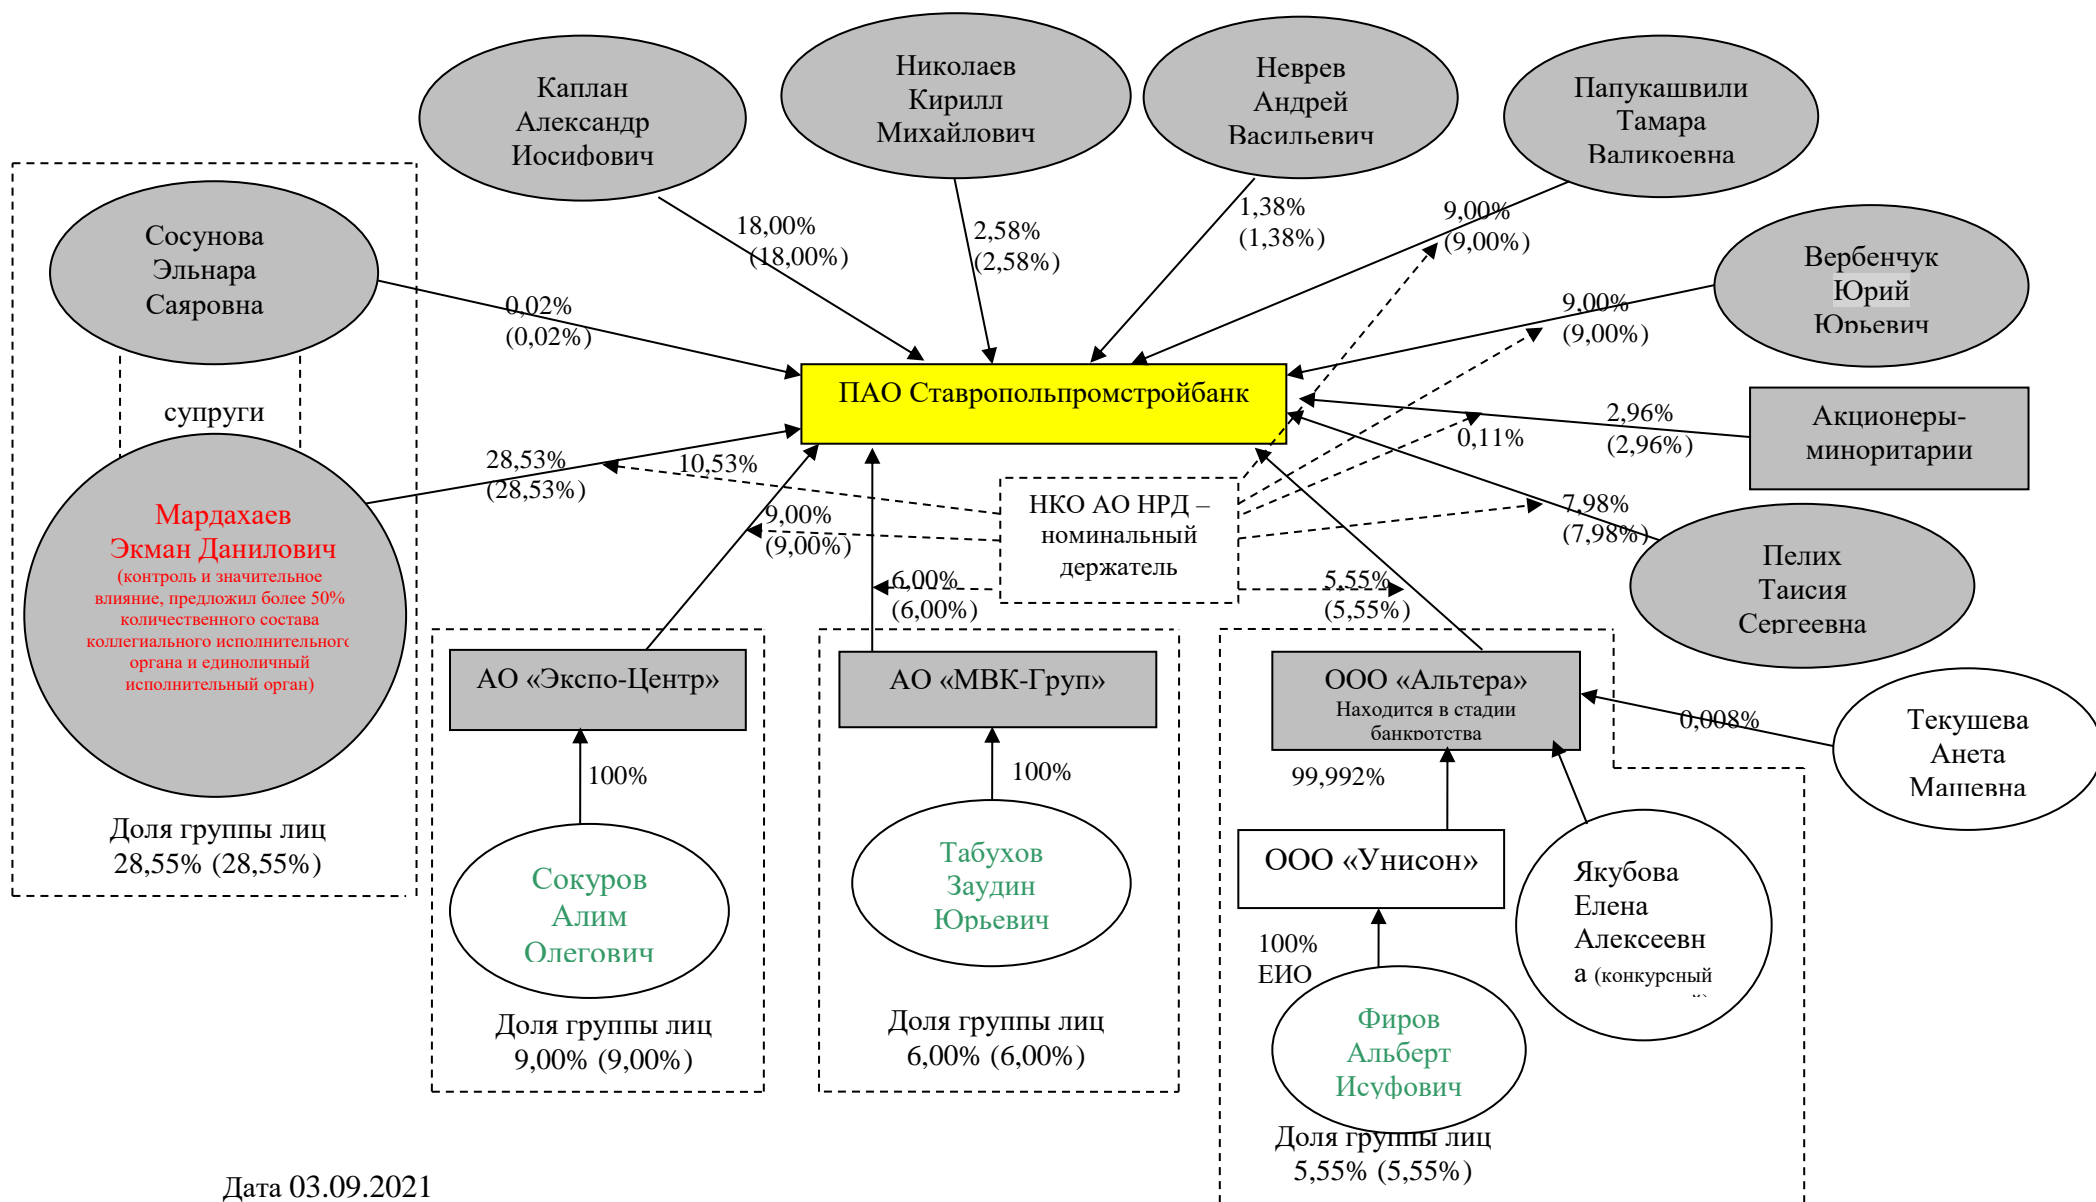 Каплан
Александр
Иосифович
Николаев
Кирилл
Михайлович
Неврев
Андрей
Васильевич
Папукашвили
Тамара
Валикоевна
Сосунова
Эльнара
Саяровна
18,00%
(18,00%)
2,58%
(2,58%)
1,38%
(1,38%)
9,00%
(9,00%)
Вербенчук
Юрий
Юрьевич
0,02%
(0,02%)
9,00%
(9,00%)
ПАО Ставропольпромстройбанк
супруги
2,96%
(2,96%)
0,11%
Акционеры-
миноритарии
28,53%
(28,53%)
10,53%
НКО АО НРД –
номинальный
держатель
Мардахаев
Экман Данилович
(контроль и значительное
влияние, предложил более 50%
количественного состава
коллегиального исполнительного
органа и единоличный
исполнительный орган)
9,00%
(9,00%)
7,98%
(7,98%)
6,00%
(6,00%)
5,55%
(5,55%)
Пелих
Таисия
Сергеевна
АО «Экспо-Центр»
АО «МВК-Груп»
ООО «Альтера»
Находится в стадии
банкротства
0,008%
Текушева
Анета
Машевна
100%
100%
99,992%
Доля группы лиц
28,55% (28,55%)
Сокуров
Алим
Олегович
Табухов
Заудин
Юрьевич
ООО «Унисон»
Якубова
Елена
Алексеевн
а (конкурсный
100%
ЕИО
Фиров
Альберт
Исуфович
Доля группы лиц
9,00% (9,00%)
Доля группы лиц
6,00% (6,00%)
Доля группы лиц
5,55% (5,55%)
Дата 03.09.2021